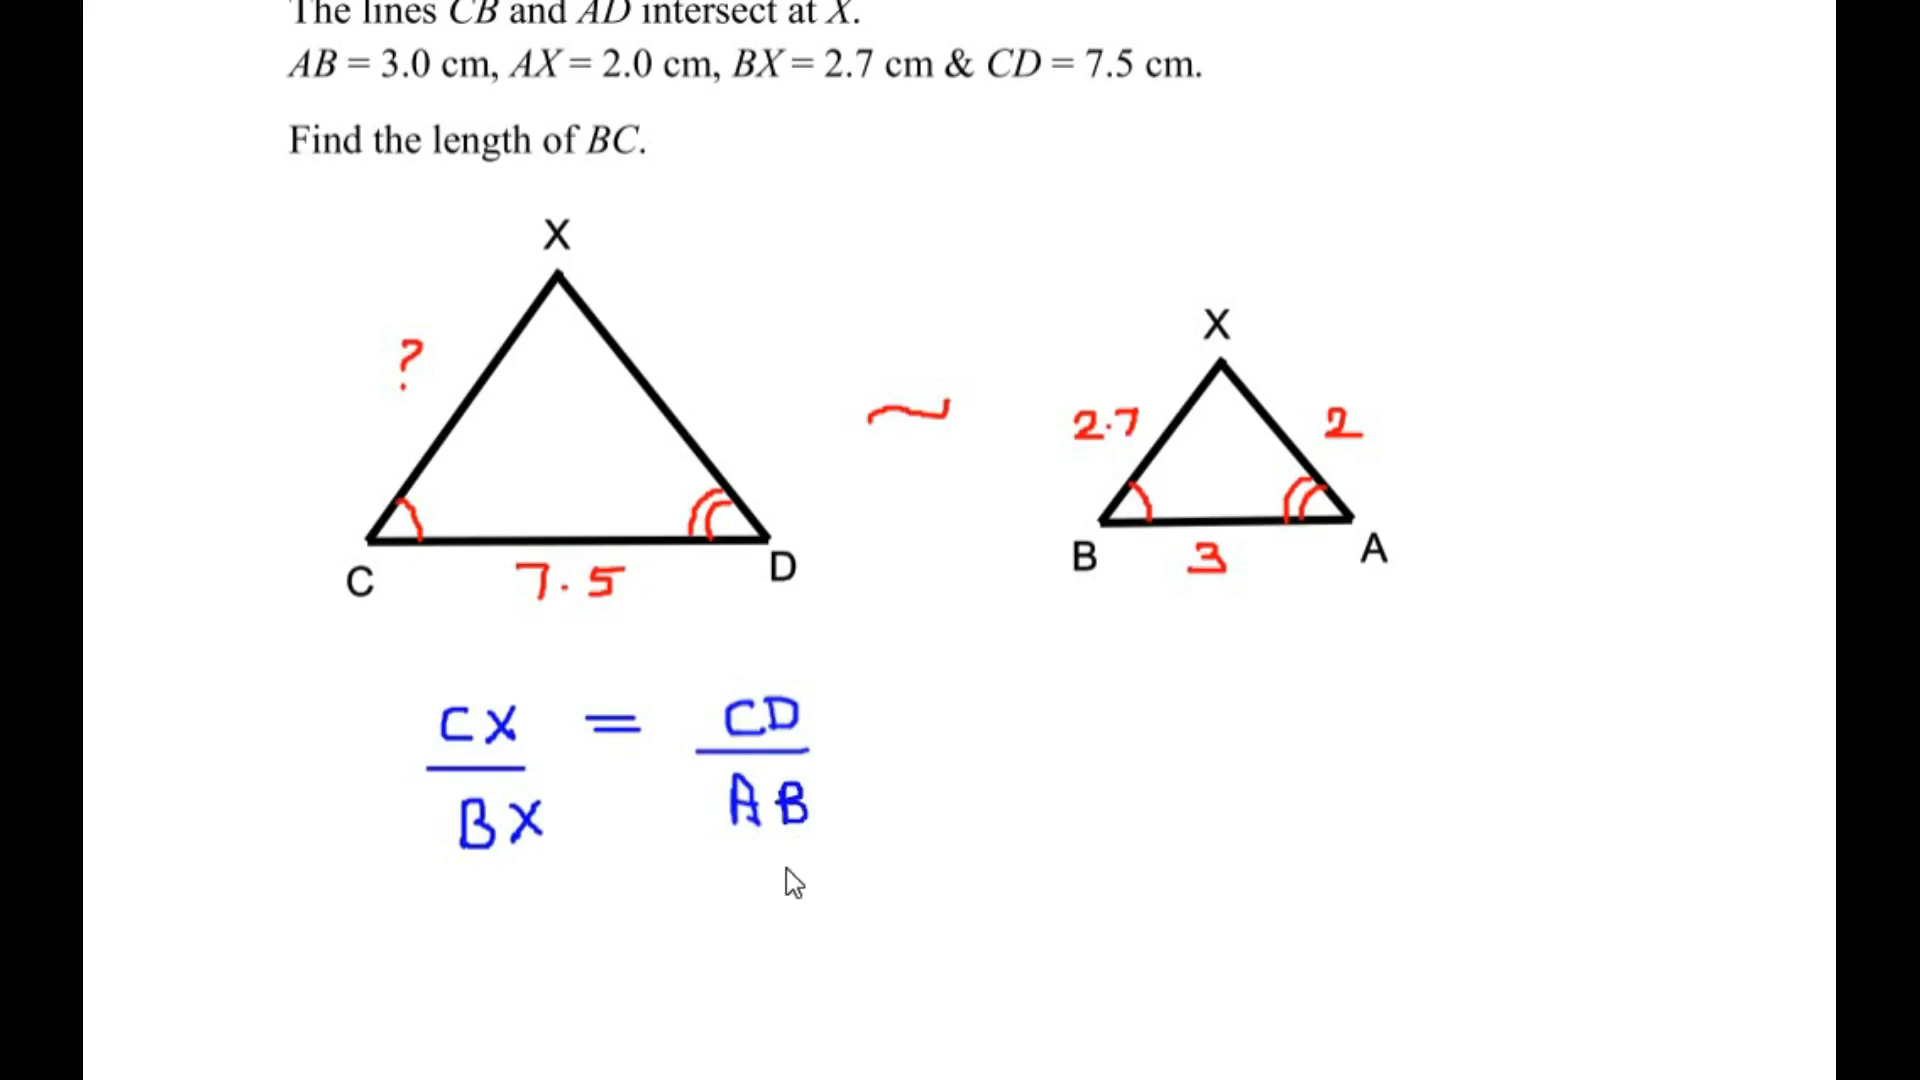 The lines CB and AD intersect at X.
AB = 3.0 cm, AX = 2.0 cm, BX = 2.7 cm & CD = 7.5 cm.
Find the length of BC.
X
X
?
~
2.7
2
C
7.5
D
B
3
A
CX = CD
BX AB